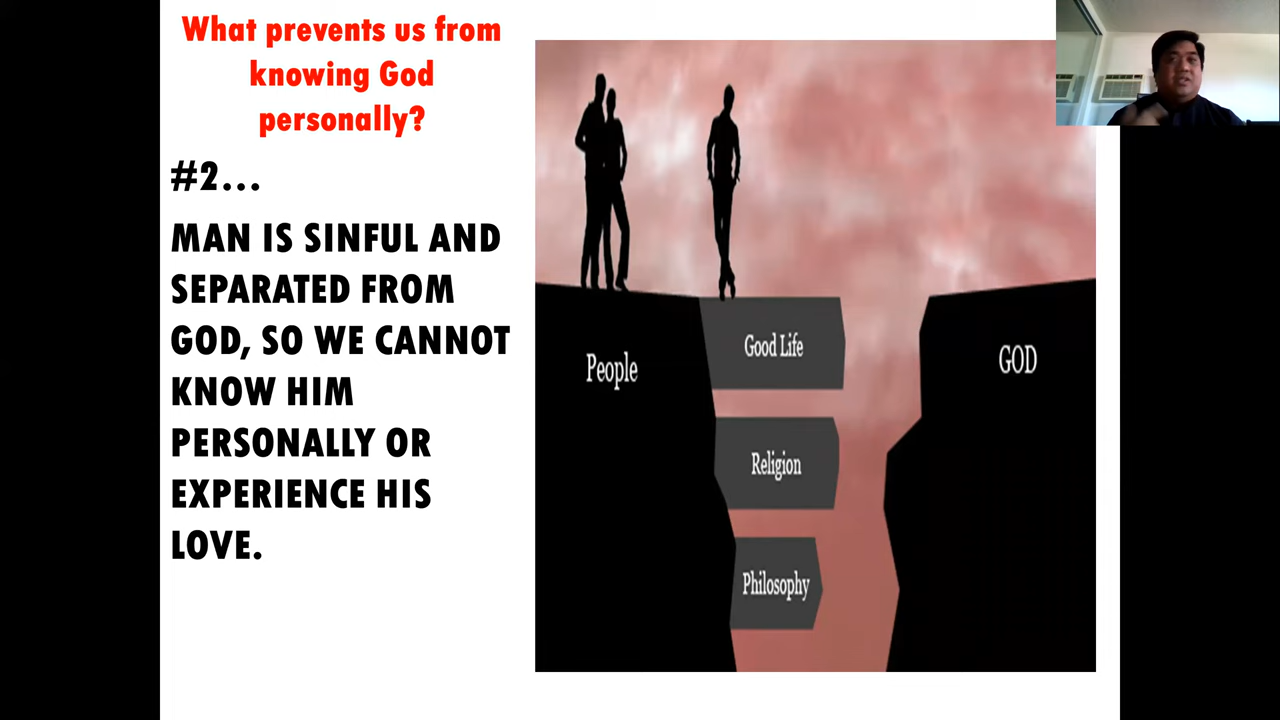 What prevents us from
knowing God
personally?
#2...
MAN IS SINFUL AND
SEPARATED FROM
GOD, SO WE CANNOT
KNOW HIM
PERSONALLY OR
EXPERIENCE HIS
LOVE.
People
Good Life
Religion
Philosophy
GOD